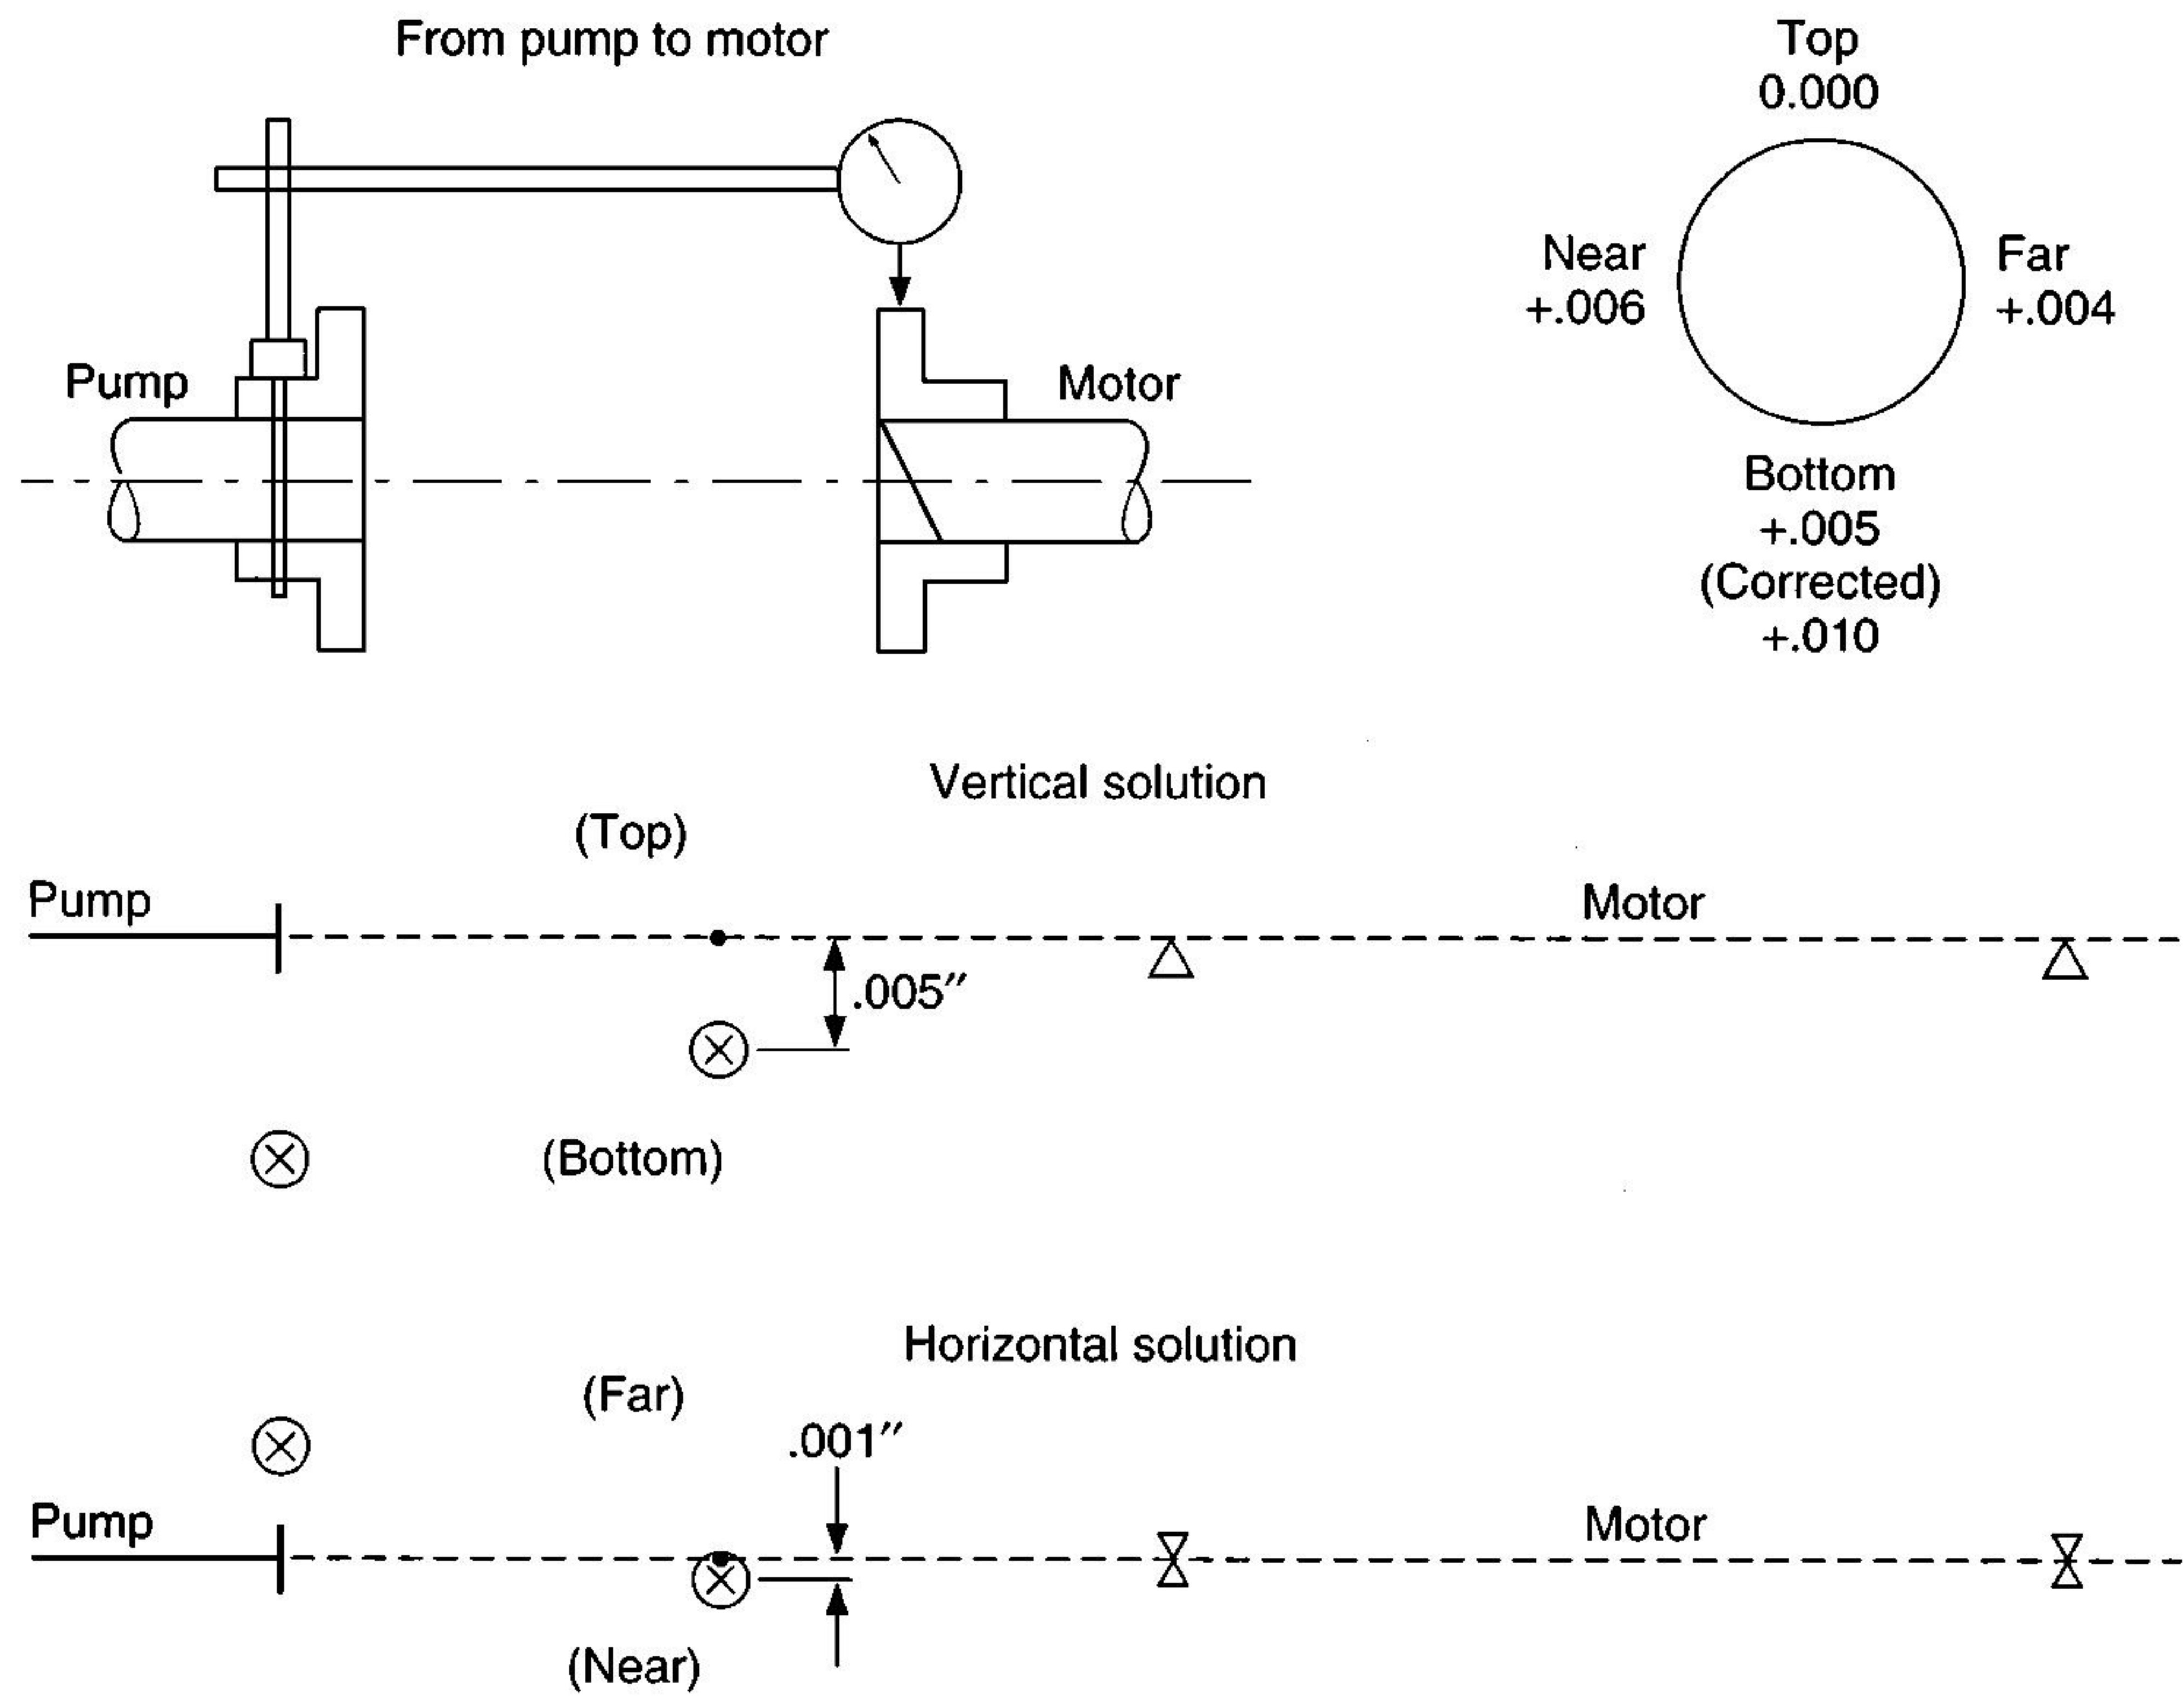 From pump to motor
Top
0.000
Near
+.006
Far
+.004
Pump
Motor
Bottom
+.005
(Corrected)
+.010
Vertical solution
(Top)
Pump
Motor
.005″
(Bottom)
Horizontal solution
(Far)
.001″
Pump
Motor
(Near)